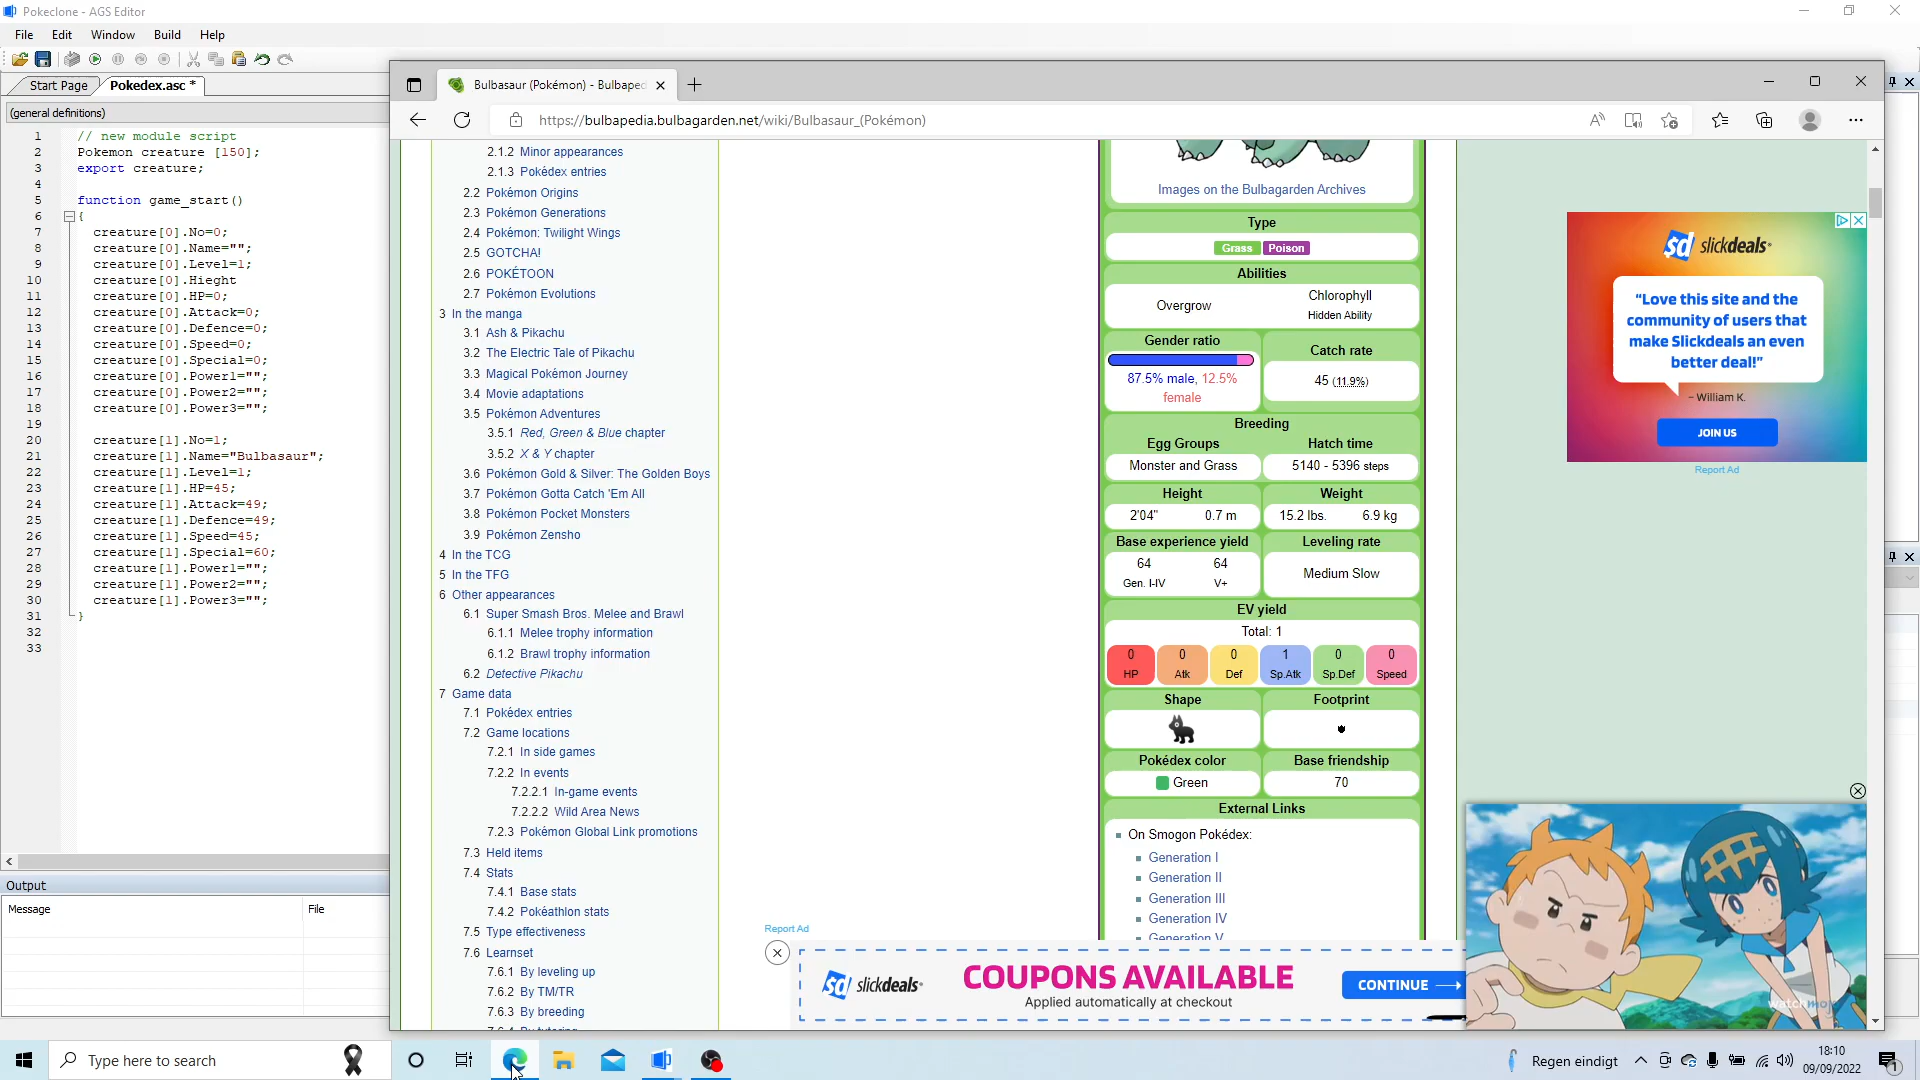 Pokeclone - AGS Editor
File Edit Window Build Help
Start Page Pokedex.asc *
(general definitions)
1 // new module script
2 Pokemon creature [150];
3 export creature;
4
5 function game_start()
6 {
7 creature[0].No=0;
8 creature[0].Name="";
9 creature[0].Level=1;
10 creature[0].Hieght
11 creature[0].HP=0;
12 creature[0].Attack=0;
13 creature[0].Defence=0;
14 creature[0].Speed=0;
15 creature[0].Special=0;
16 creature[0].Power1="";
17 creature[0].Power2="";
18 creature[0].Power3="";
19
20 creature[1].No=1;
21 creature[1].Name="Bulbasaur";
22 creature[1].Level=1;
23 creature[1].HP=45;
24 creature[1].Attack=49;
25 creature[1].Defence=49;
26 creature[1].Speed=45;
27 creature[1].Special=60;
28 creature[1].Power1="";
29 creature[1].Power2="";
30 creature[1].Power3="";
31 }
32
33
Output
Message File
Bulbasaur (Pokémon) - Bulbaped
https://bulbapedia.bulbagarden.net/wiki/Bulbasaur_(Pokémon)
2.1.2 Minor appearances
2.1.3 Pokédex entries
2.2 Pokémon Origins
2.3 Pokémon Generations
2.4 Pokémon: Twilight Wings
2.5 GOTCHA!
2.6 POKÉTOON
2.7 Pokémon Evolutions
3 In the manga
3.1 Ash & Pikachu
3.2 The Electric Tale of Pikachu
3.3 Magical Pokémon Journey
3.4 Movie adaptations
3.5 Pokémon Adventures
3.5.1 Red, Green & Blue chapter
3.5.2 X & Y chapter
3.6 Pokémon Gold & Silver: The Golden Boys
3.7 Pokémon Gotta Catch 'Em All
3.8 Pokémon Pocket Monsters
3.9 Pokémon Zensho
4 In the TCG
5 In the TFG
6 Other appearances
6.1 Super Smash Bros. Melee and Brawl
6.1.1 Melee trophy information
6.1.2 Brawl trophy information
6.2 Detective Pikachu
7 Game data
7.1 Pokédex entries
7.2 Game locations
7.2.1 In side games
7.2.2 In events
7.2.2.1 In-game events
7.2.2.2 Wild Area News
7.2.3 Pokémon Global Link promotions
7.3 Held items
7.4 Stats
7.4.1 Base stats
7.4.2 Pokéathlon stats
7.5 Type effectiveness
7.6 Learnset
7.6.1 By leveling up
7.6.2 By TM/TR
7.6.3 By breeding
7.6.4 By tutoring
Images on the Bulbagarden Archives
Type
Grass Poison
Abilities
Overgrow
Chlorophyll
Hidden Ability
Gender ratio
87.5% male, 12.5%
female
Catch rate
45 (11.9%)
Breeding
Egg Groups Hatch time
Monster and Grass 5140 - 5396 steps
Height Weight
2'04" 0.7 m 15.2 lbs. 6.9 kg
Base experience yield Leveling rate
64 64
Gen. I-IV V+
Medium Slow
EV yield
Total: 1
0 0 0 1 0 0
HP Atk Def Sp.Atk Sp.Def Speed
Shape Footprint
Pokédex color Base friendship
Green 70
External Links
On Smogon Pokédex:
Generation I
Generation II
Generation III
Generation IV
Generation V
slickdeals
“Love this site and the
community of users that
make Slickdeals an even
better deal!”
– William K.
JOIN US
Report Ad
Report Ad
sd slickdeals
COUPONS AVAILABLE
Applied automatically at checkout
CONTINUE
watchmojo
Type here to search
Regen eindigt
18:10
09/09/2022
1